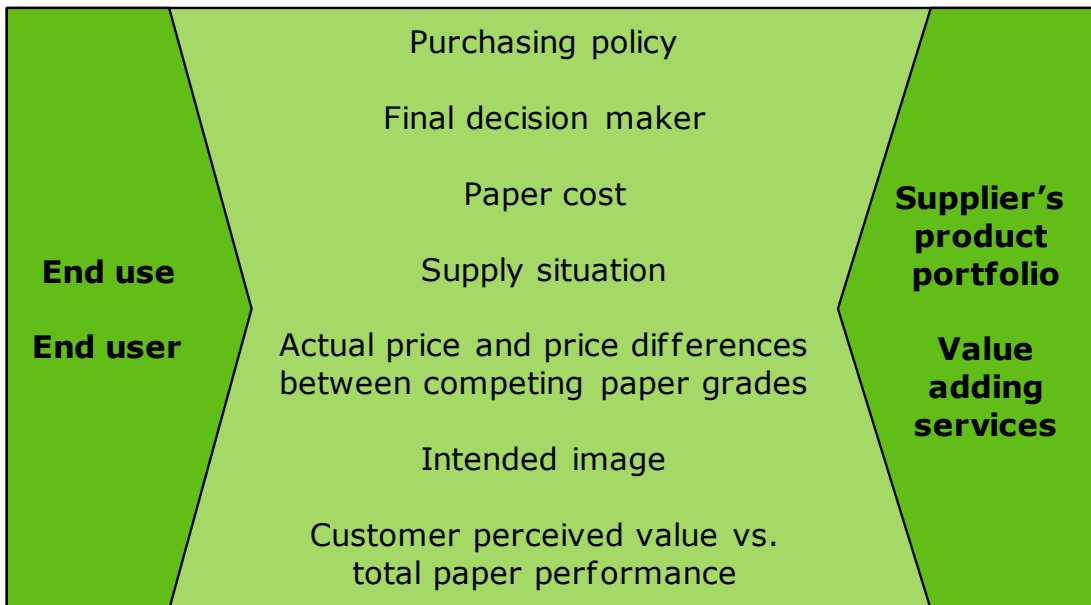 Purchasing policy
Final decision maker
Paper cost
Supply situation
Actual price and price differences
between competing paper grades
Intended image
Customer perceived value vs.
total paper performance
End use
End user
Supplier’s
product
portfolio
Value
adding
services